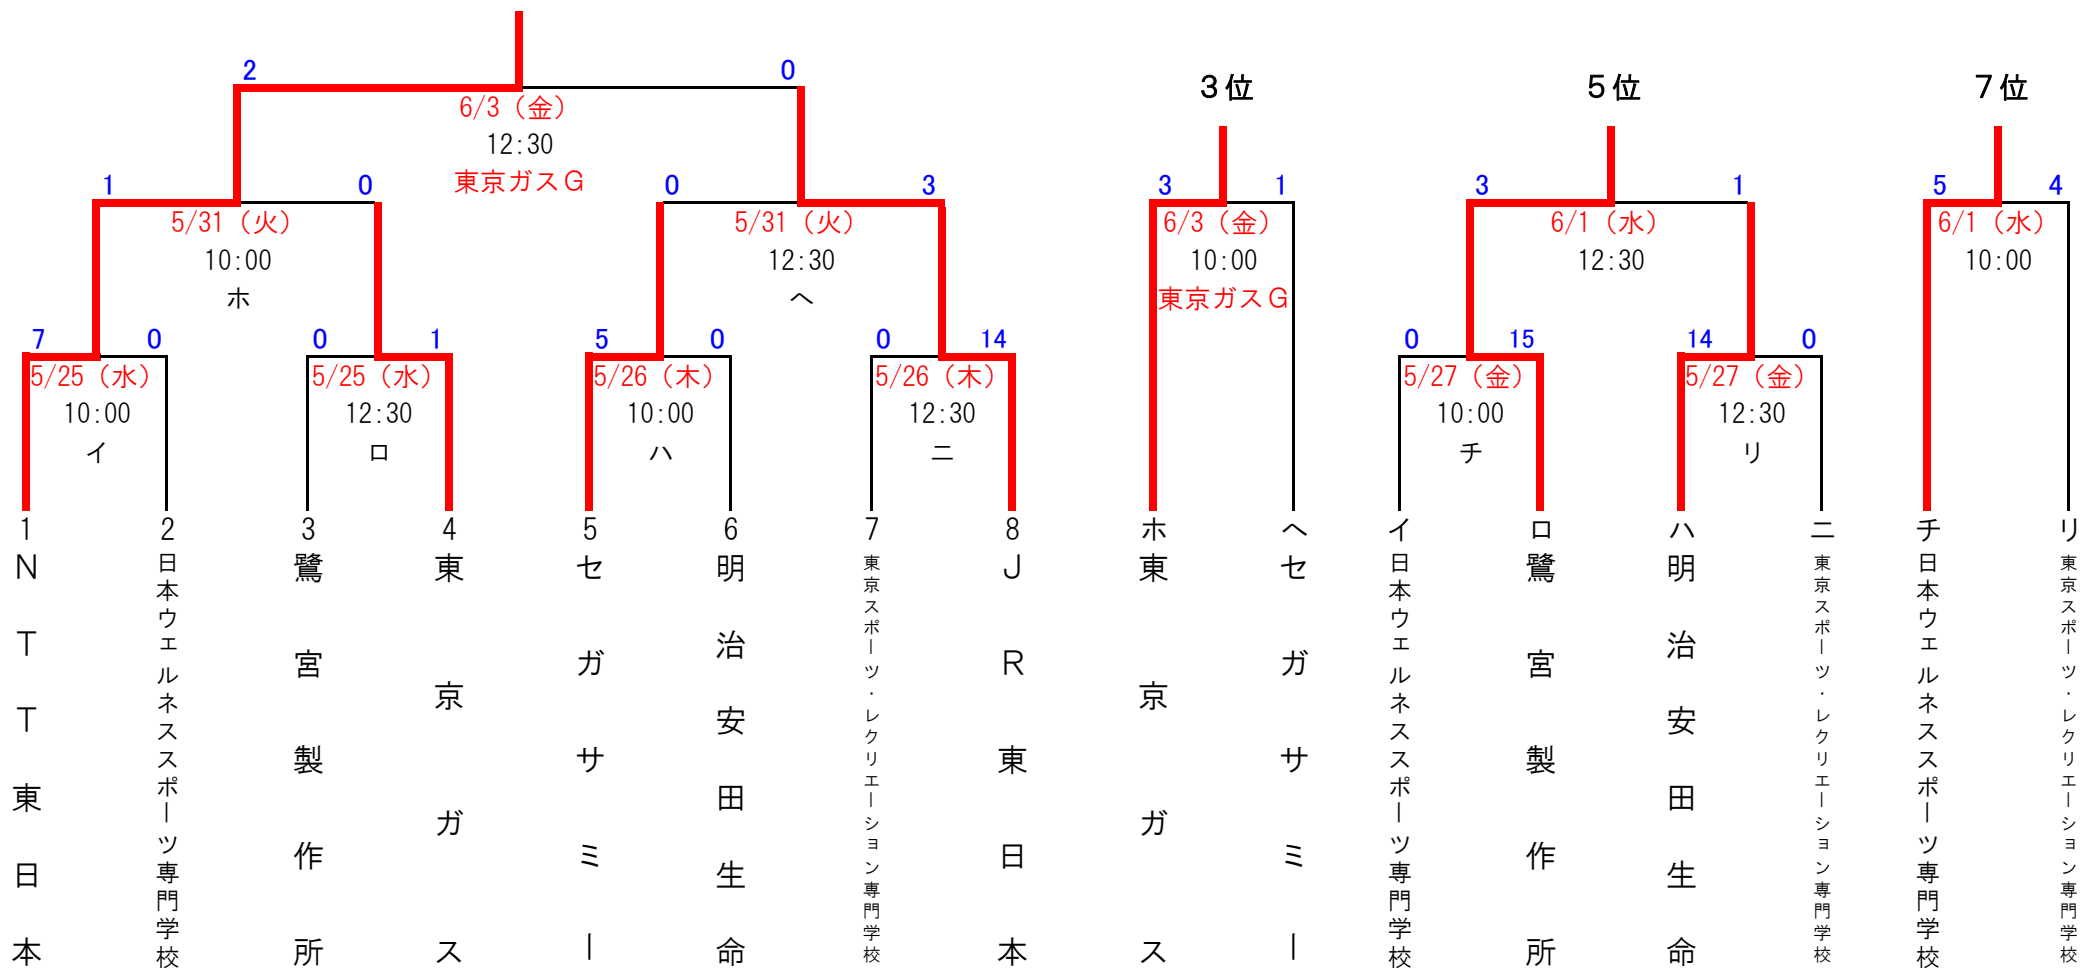 2 0
6/3（金）
12:30
東京ガスG
1 0
5/31（火）
10:00
ホ
0 3
5/31（火）
12:30
ヘ
7 0
5/25（水）
10:00
イ
0 1
5/25（水）
12:30
ロ
5 0
5/26（木）
10:00
ハ
0 14
5/26（木）
12:30
ニ
1
NTT東日本
2
日本ウェルネススポーツ専門学校
3
鷺宮製作所
4
東京ガス
5
セガサミー
6
明治安田生命
7
東京スポーツ・レクリエーション専門学校
8
JR東日本
3位
3 1
6/3（金）
10:00
東京ガスG
ホ
東京ガス
ヘ
セガサミー
5位
3 1
6/1（水）
12:30
0 15
5/27（金）
10:00
チ
14 0
5/27（金）
12:30
リ
イ
日本ウェルネススポーツ専門学校
ロ
鷺宮製作所
ハ
明治安田生命
ニ
東京スポーツ・レクリエーション専門学校
7位
5 4
6/1（水）
10:00
チ
日本ウェルネススポーツ専門学校
リ
東京スポーツ・レクリエーション専門学校